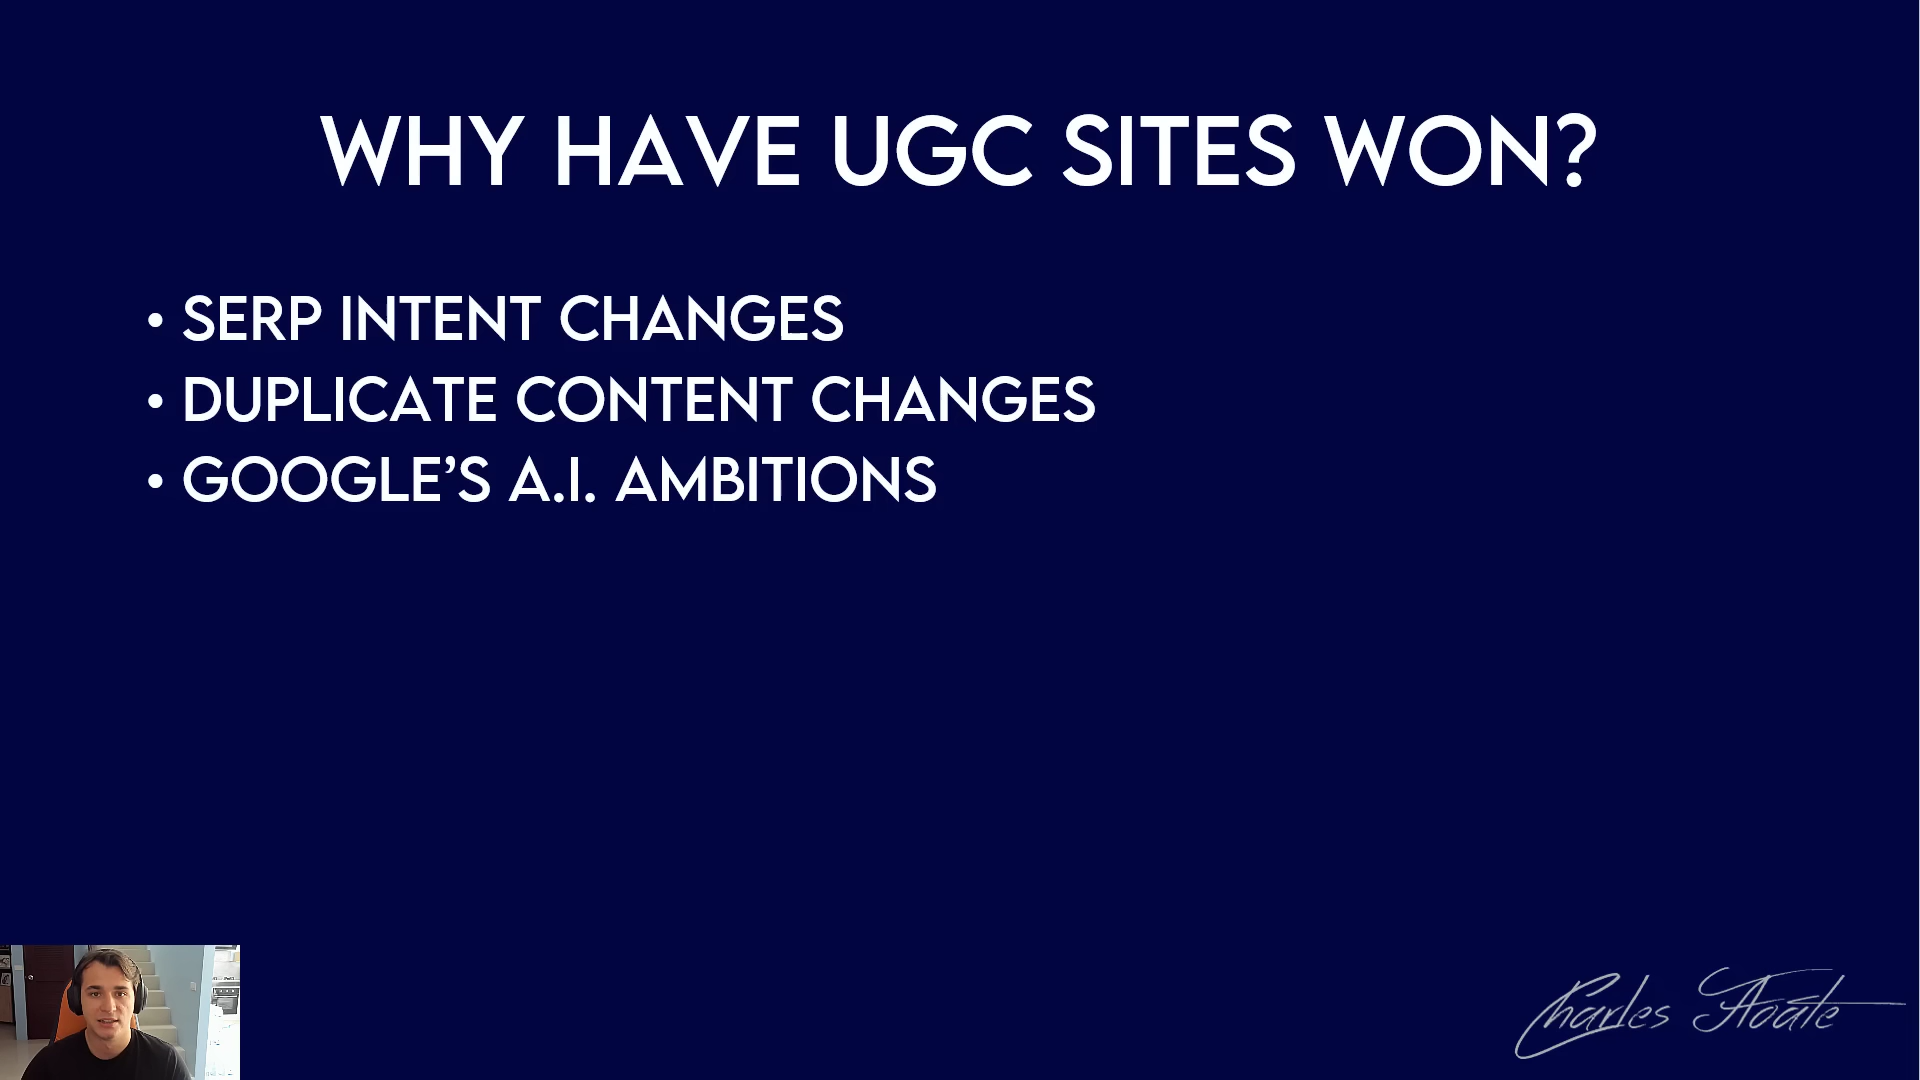 WHY HAVE UGC SITES WON?
• SERP INTENT CHANGES
• DUPLICATE CONTENT CHANGES
• GOOGLE’S A.I. AMBITIONS
Charles Floate